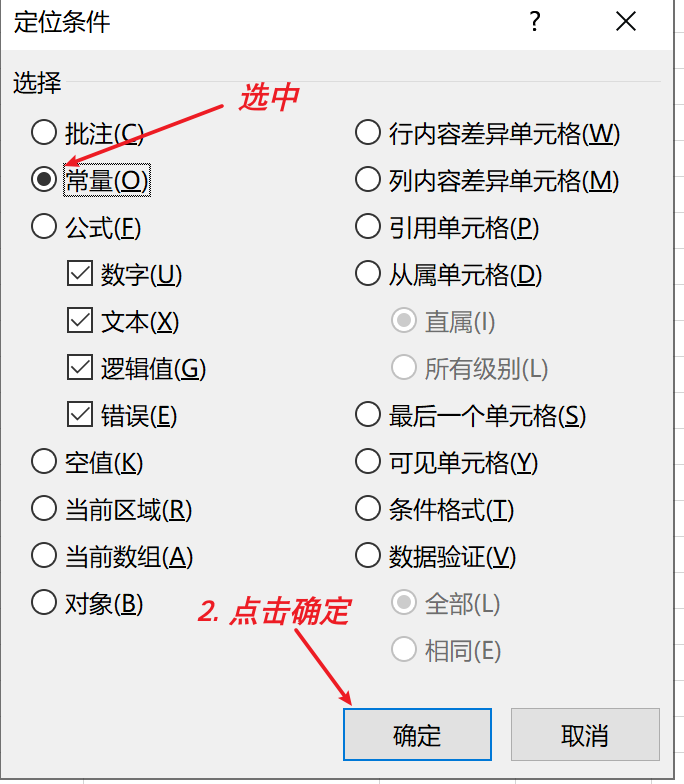 定位条件
选择
选中
批注(C)
常量(O)
公式(F)
数字(U)
文本(X)
逻辑值(G)
错误(E)
空值(K)
当前区域(R)
当前数组(A)
对象(B)
行内容差异单元格(W)
列内容差异单元格(M)
引用单元格(P)
从属单元格(D)
直属(I)
所有级别(L)
最后一个单元格(S)
可见单元格(Y)
条件格式(T)
数据验证(V)
全部(L)
相同(E)
2. 点击确定
确定
取消